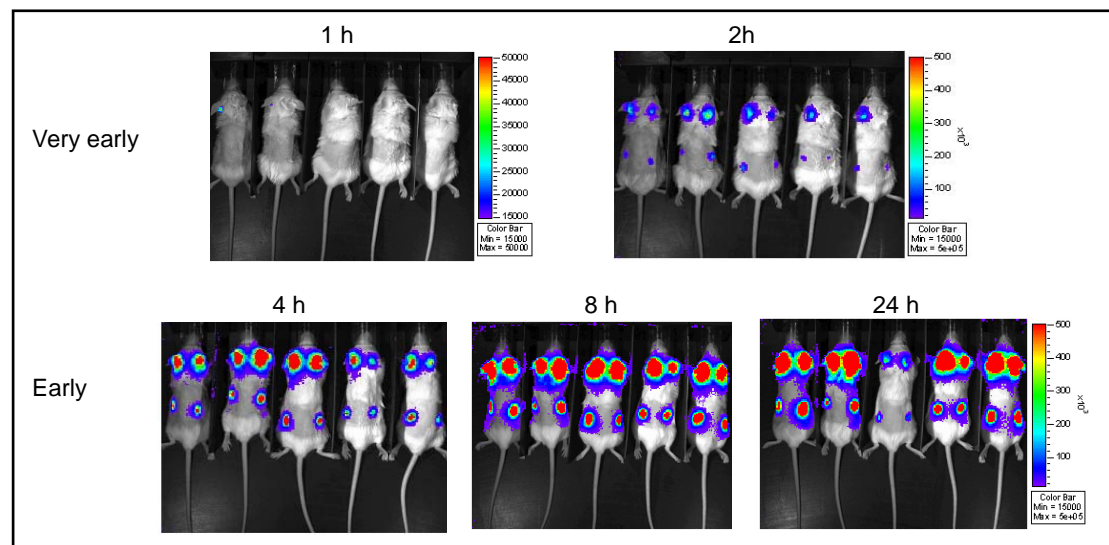 1 h
2h
Very early
50000
45000
40000
35000
30000
25000
20000
15000
Color Bar
Min = 15000
Max = 50000
500
400
300
200
100
×10³
Color Bar
Min = 15000
Max = 5e+05
4 h
8 h
24 h
Early
500
400
300
200
100
×10³
Color Bar
Min = 15000
Max = 5e+05